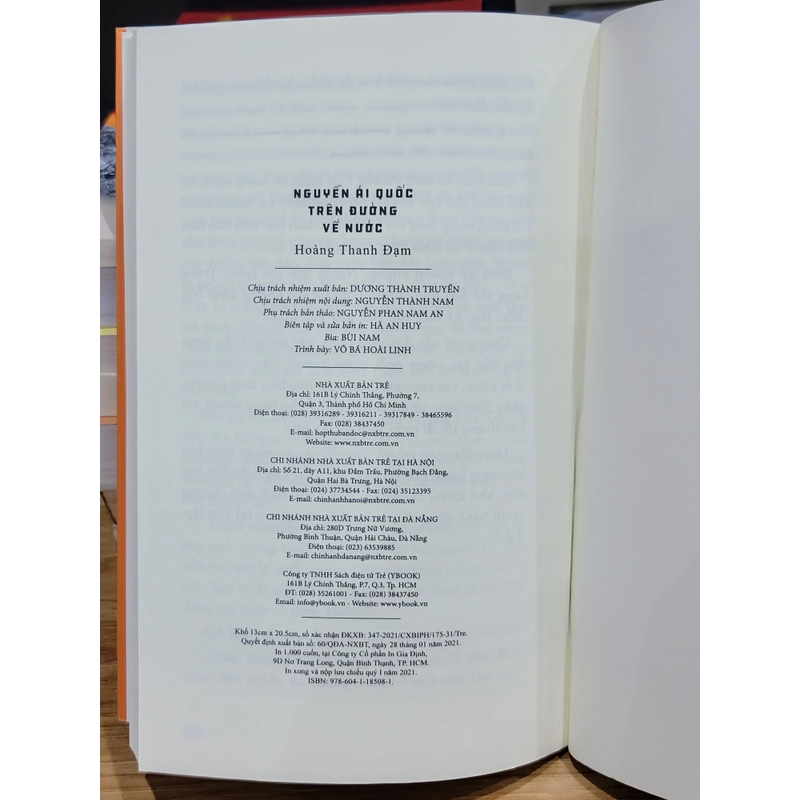 NGUYỄN ÁI QUỐC
TRÊN ĐƯỜNG
VỀ NƯỚC
Hoàng Thanh Đạm
Chịu trách nhiệm xuất bản: DƯƠNG THÀNH TRUYỀN
Chịu trách nhiệm nội dung: NGUYỄN THÀNH NAM
Phụ trách bản thảo: NGUYỄN PHAN NAM AN
Biên tập và sửa bản in: HÀ AN HUY
Bìa: BÙI NAM
Trình bày: VÕ BÁ HOÀI LINH
NHÀ XUẤT BẢN TRẺ
Địa chỉ: 161B Lý Chính Thắng, Phường 7,
Quận 3, Thành phố Hồ Chí Minh
Điện thoại: (028) 39316289 - 39316211 - 39317849 - 38465596
Fax: (028) 38437450
E-mail: hopthubandoc@nxbtre.com.vn
Website: www.nxbtre.com.vn
CHI NHÁNH NHÀ XUẤT BẢN TRẺ TẠI HÀ NỘI
Địa chỉ: Số 21, dãy A11, khu Đầm Trấu, Phường Bạch Đằng,
Quận Hai Bà Trưng, Hà Nội
Điện thoại: (024) 37734544 - Fax: (024) 35123395
E-mail: chinhanhhanoi@nxbtre.com.vn
CHI NHÁNH NHÀ XUẤT BẢN TRẺ TẠI ĐÀ NẴNG
Địa chỉ: 280D Trưng Nữ Vương,
Phường Bình Thuận, Quận Hải Châu, Đà Nẵng
Điện thoại: (023) 63539885
E-mail: chinhanhdanang@nxbtre.com.vn
Công ty TNHH Sách điện tử Trẻ (YBOOK)
161B Lý Chính Thắng, P.7, Q.3, Tp. HCM
ĐT: (028) 35261001 - Fax: (028) 38437450
Email: info@ybook.vn - Website: www.ybook.vn
Khổ 13cm x 20.5cm, số xác nhận ĐKXB: 347-2021/CXBIPH/175-31/Tre.
Quyết định xuất bản số: 60/QĐA-NXBT, ngày 28 tháng 01 năm 2021.
In 1.000 cuốn, tại Công ty Cổ phần In Gia Định,
9D Nơ Trang Long, Quận Bình Thạnh, TP. HCM.
In xong và nộp lưu chiểu quý 1 năm 2021.
ISBN: 978-604-1-18508-1.